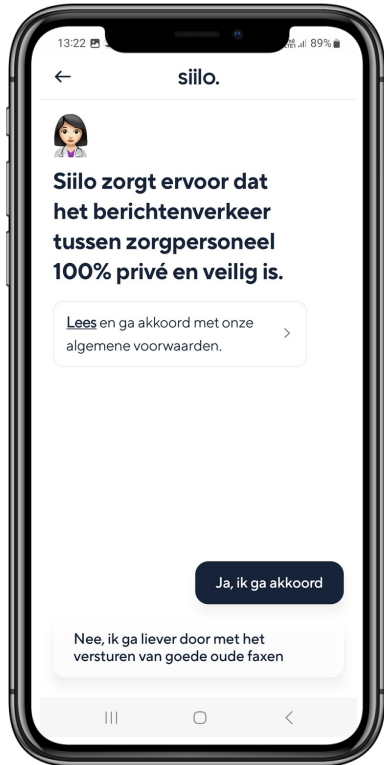 13:22
89%
siilo.
Siilo zorgt ervoor dat
het berichtenverkeer
tussen zorgpersoneel
100% privé en veilig is.
Lees en ga akkoord met onze
algemene voorwaarden.
Ja, ik ga akkoord
Nee, ik ga liever door met het
versturen van goede oude faxen